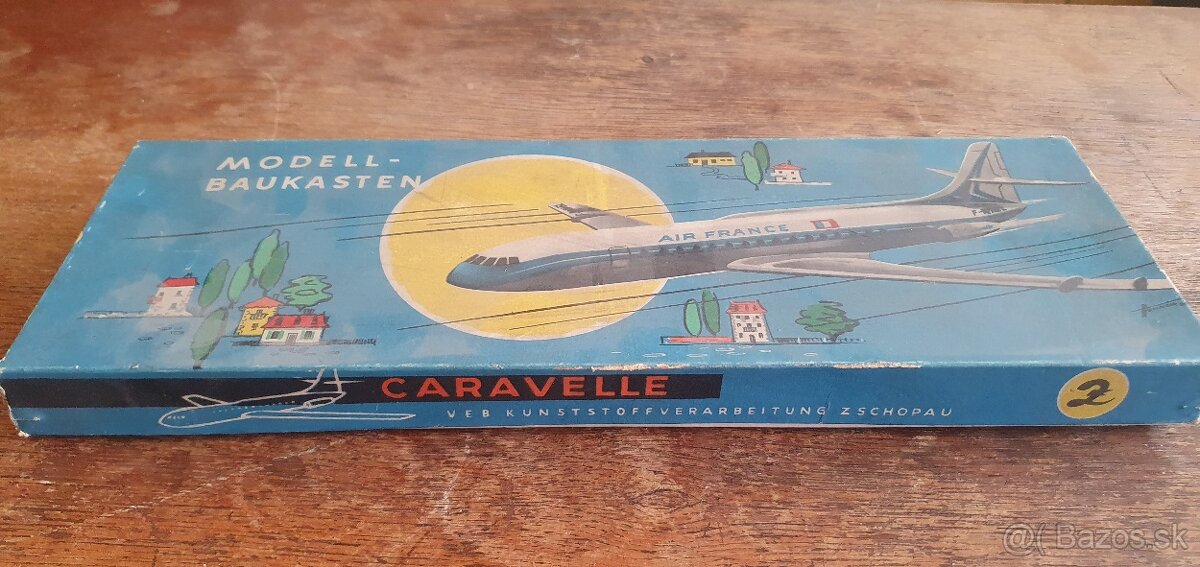 MODELL-
BAUKASTEN
AIR FRANCE
CARAVELLE
VEB KUNSTSTOFFVERARBEITUNG ZSCHOPAU
2
@( Bazos.sk